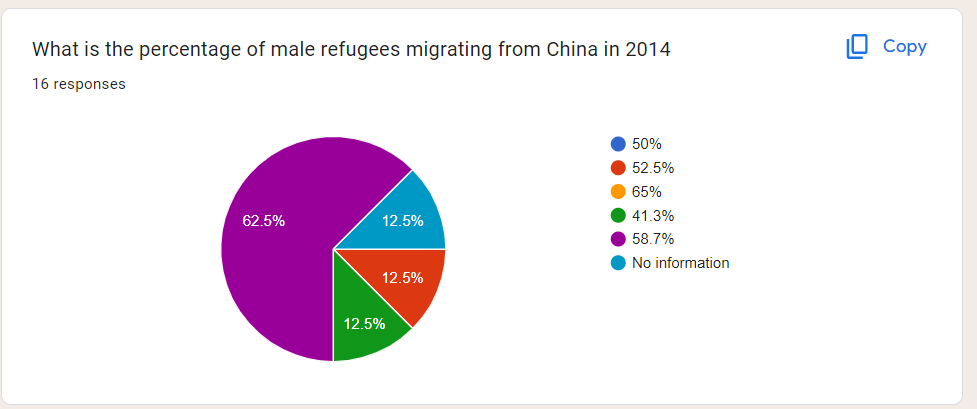 What is the percentage of male refugees migrating from China in 2014
Copy
16 responses
50%
52.5%
65%
41.3%
58.7%
No information
62.5%
12.5%
12.5%
12.5%